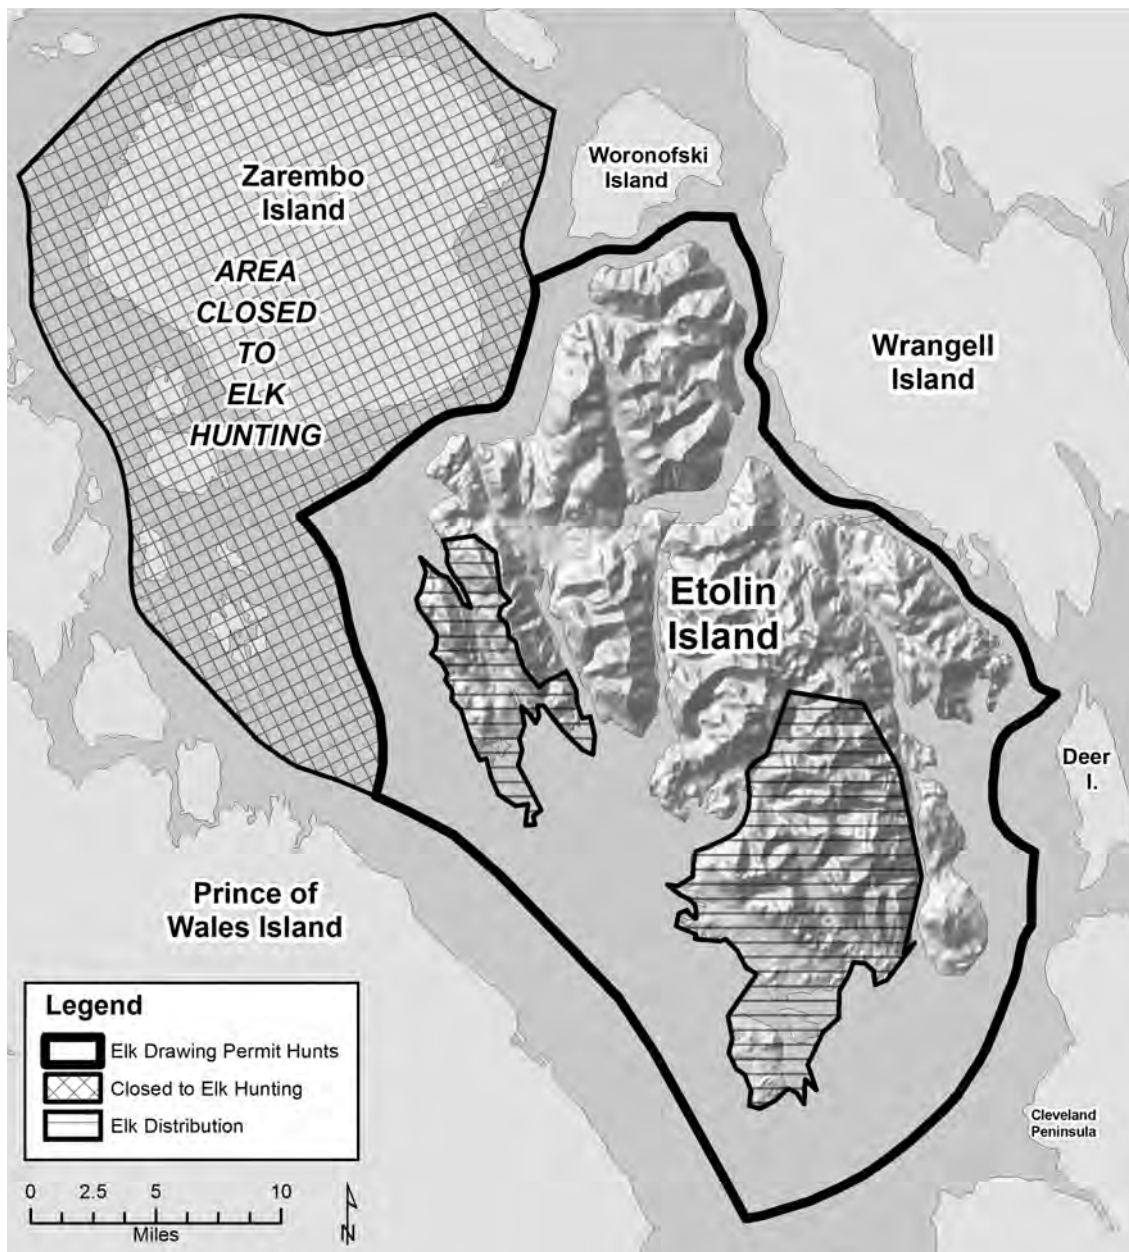 Zarembo
Island
AREA
CLOSED
TO
ELK
HUNTING
Woronofski
Island
Wrangell
Island
Etolin
Island
Deer
I.
Prince of
Wales Island
Cleveland
Peninsula
Legend
Elk Drawing Permit Hunts
Closed to Elk Hunting
Elk Distribution
0 2.5 5 10
Miles
N